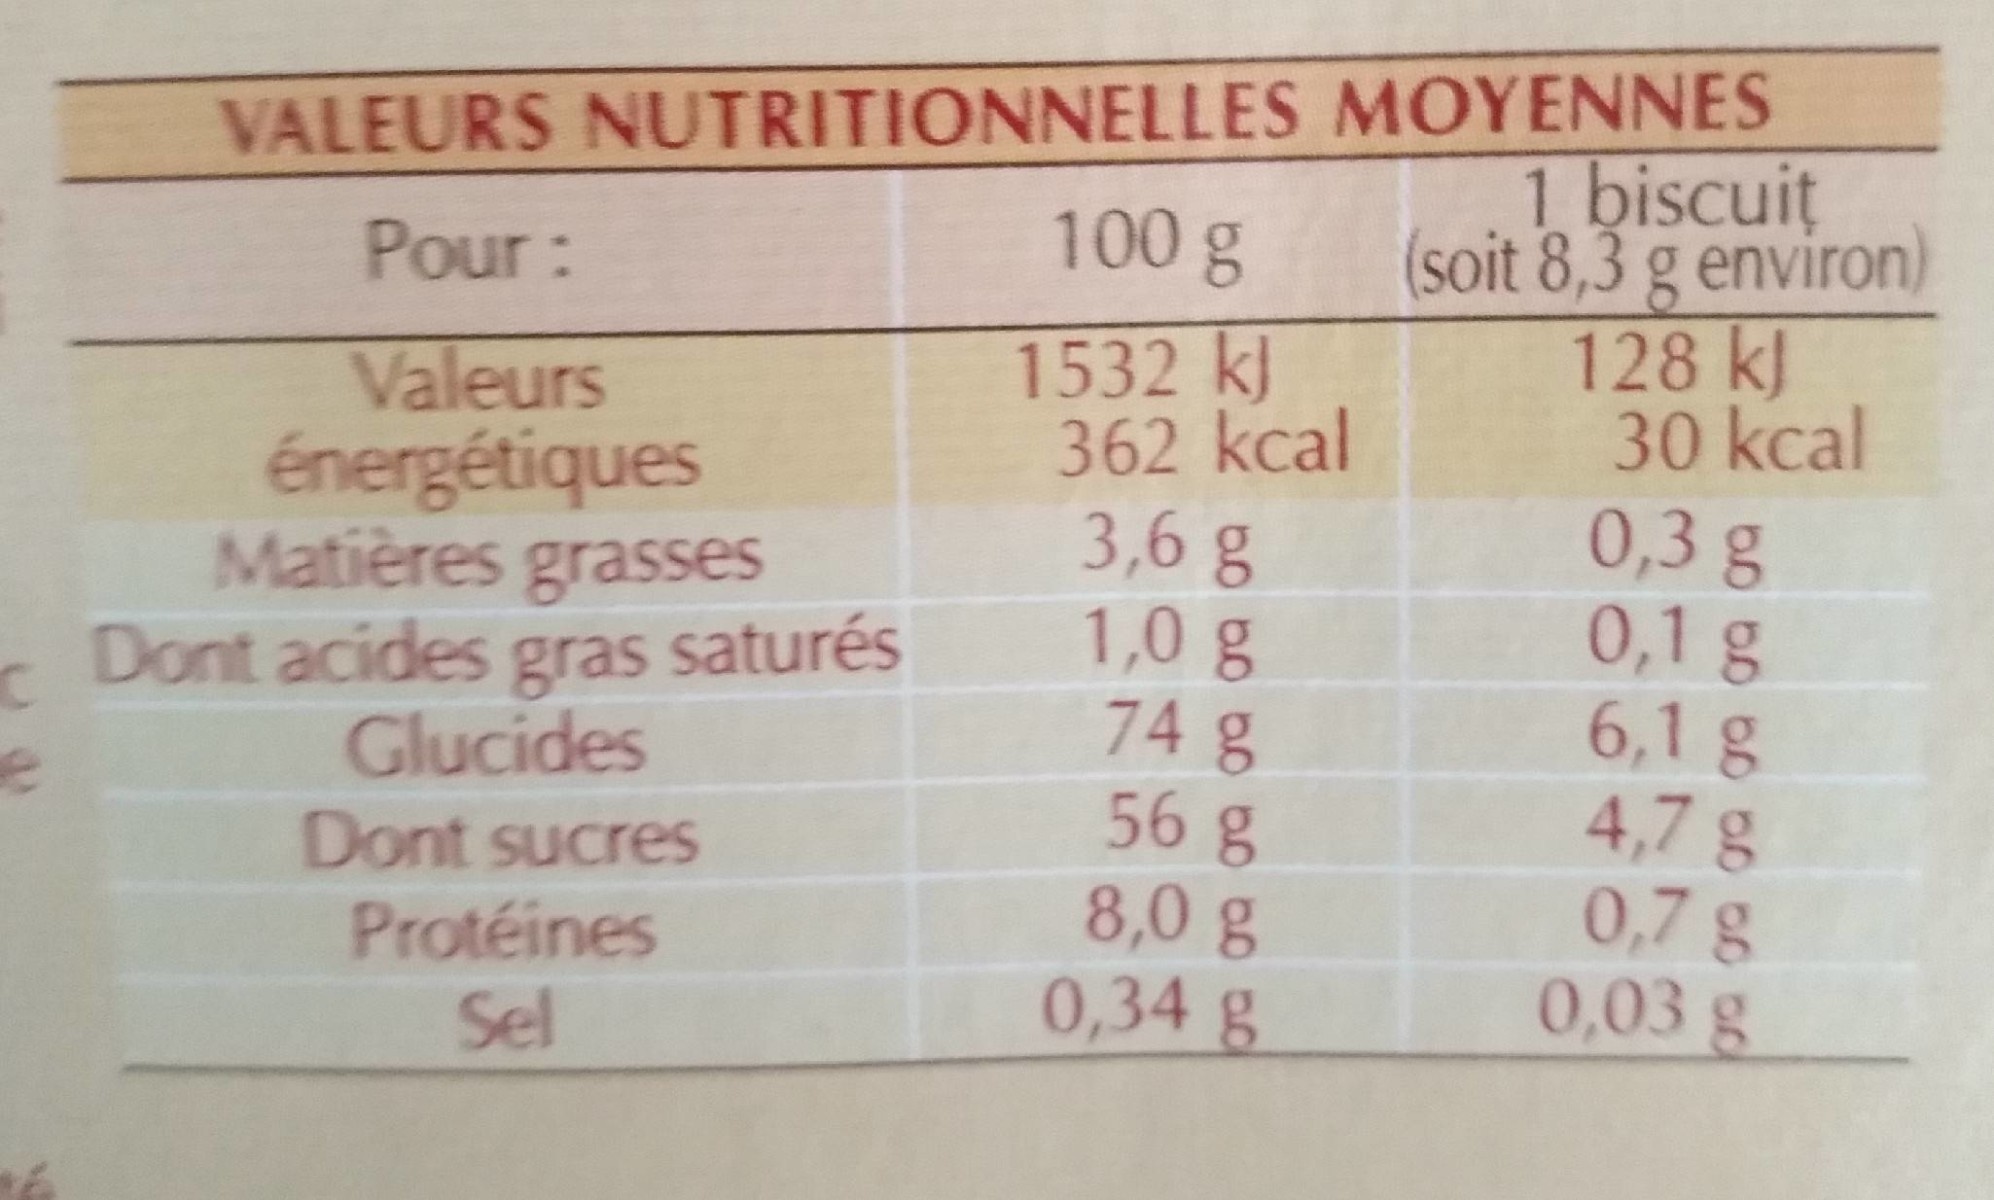 VALEURS NUTRITIONNELLES MOYENNES
Pour : 100 g 1 biscuit
(soit 8,3 g environ)
Valeurs 1532 kJ 128 kJ
énergétiques 362 kcal 30 kcal
Matières grasses 3,6 g 0,3 g
Dont acides gras saturés 1,0 g 0,1 g
Glucides 74 g 6,1 g
Dont sucres 56 g 4,7 g
Protéines 8,0 g 0,7 g
Sel 0,34 g 0,03 g